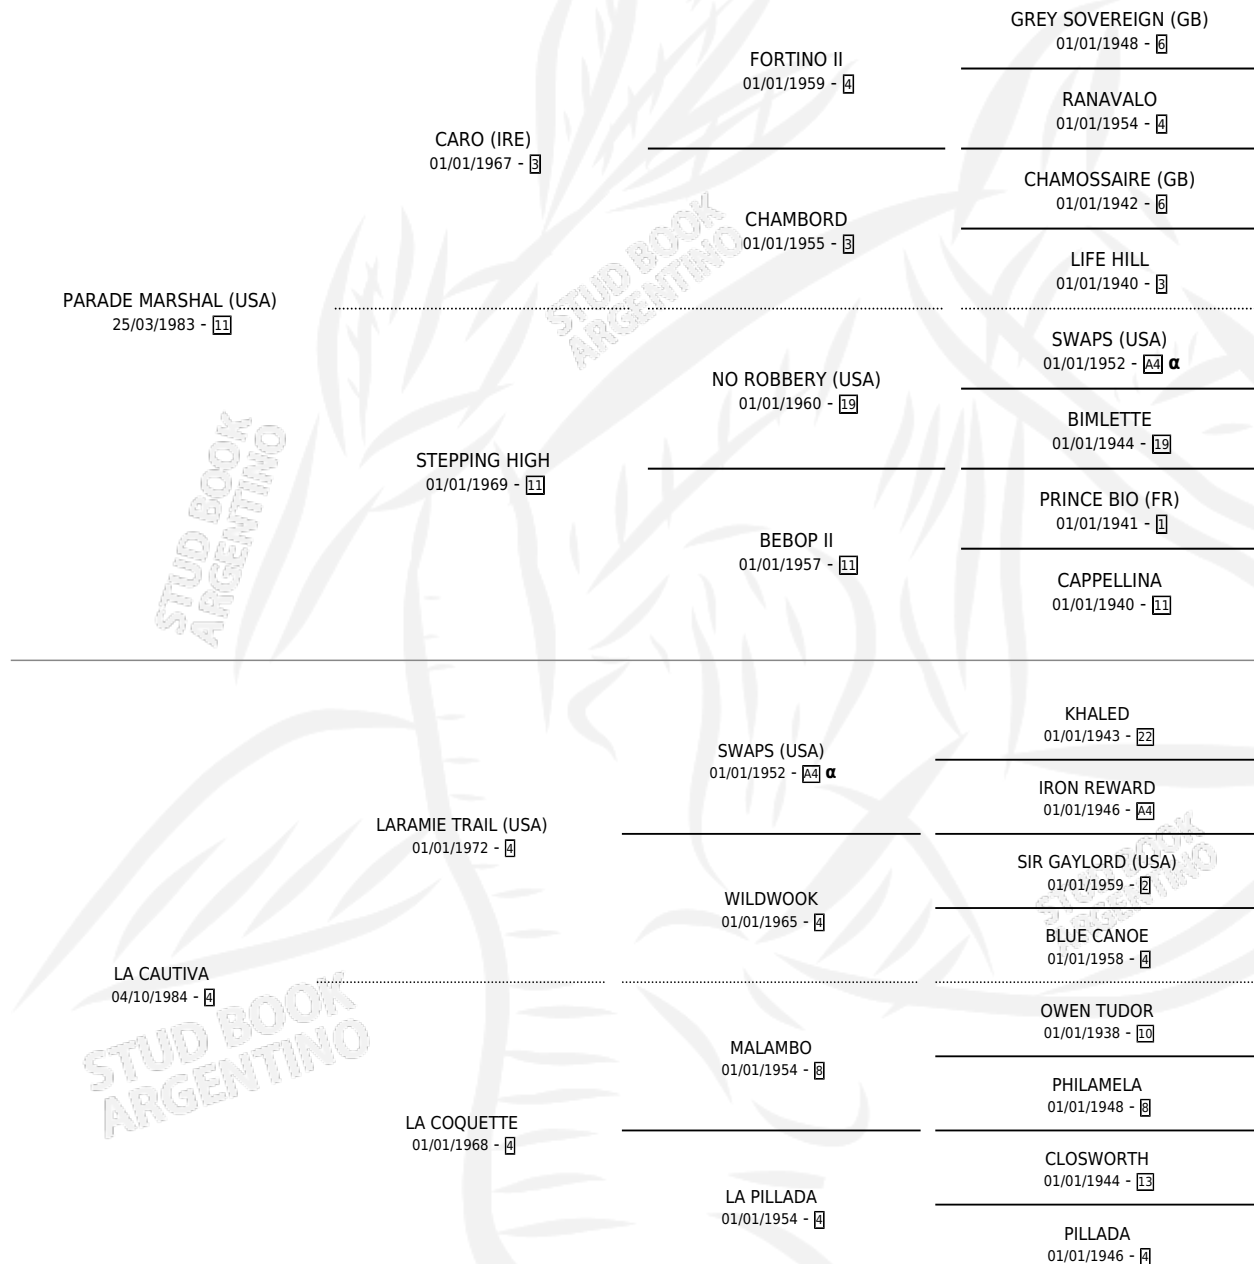 GREY SOVEREIGN (GB)
01/01/1948 - 6
FORTINO II
01/01/1959 - 4
RANAVALO
01/01/1954 - 4
CARO (IRE)
01/01/1967 - 3
CHAMOSSAIRE (GB)
01/01/1942 - 6
CHAMBORD
01/01/1955 - 3
LIFE HILL
01/01/1940 - 3
PARADE MARSHAL (USA)
25/03/1983 - 11
SWAPS (USA)
01/01/1952 - A4 α
NO ROBBERY (USA)
01/01/1960 - 19
BIMLETTE
01/01/1944 - 19
STEPPING HIGH
01/01/1969 - 11
PRINCE BIO (FR)
01/01/1941 - 1
BEBOP II
01/01/1957 - 11
CAPPELLINA
01/01/1940 - 11
KHALED
01/01/1943 - 22
SWAPS (USA)
01/01/1952 - A4 α
IRON REWARD
01/01/1946 - A4
LARAMIE TRAIL (USA)
01/01/1972 - 4
SIR GAYLORD (USA)
01/01/1959 - 2
WILDWOOK
01/01/1965 - 4
BLUE CANOE
01/01/1958 - 4
LA CAUTIVA
04/10/1984 - 4
OWEN TUDOR
01/01/1938 - 10
MALAMBO
01/01/1954 - 8
PHILAMELA
01/01/1948 - 8
LA COQUETTE
01/01/1968 - 4
CLOSWORTH
01/01/1944 - 13
LA PILLADA
01/01/1954 - 4
PILLADA
01/01/1946 - 4
STUD BOOK
ARGENTINO
STUD BOOK
ARGENTINO
STUD BOOK
ARGENTINO
STUD BOOK
ARGENTINO